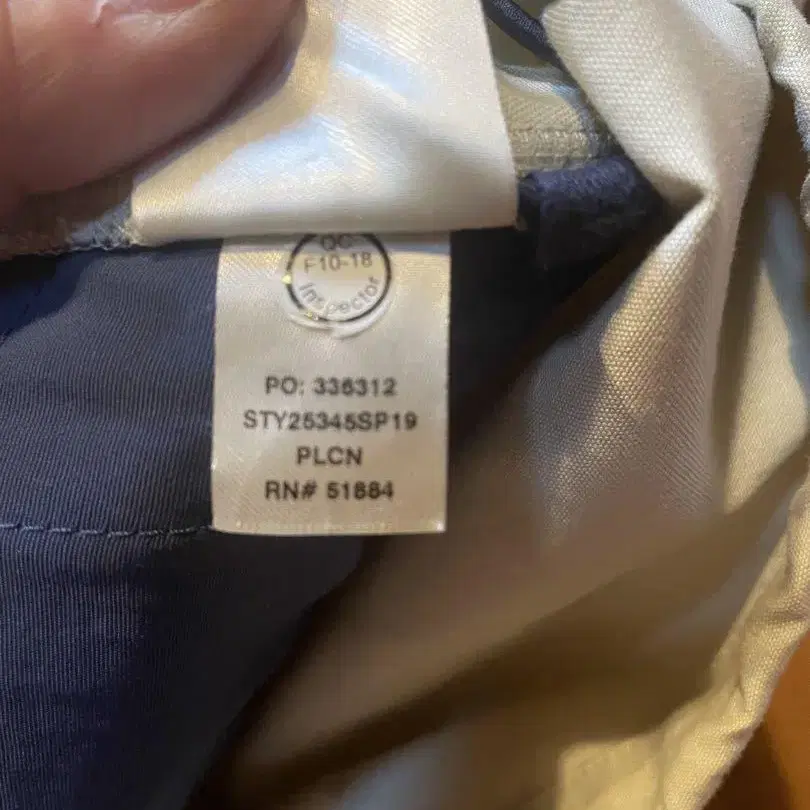 QC
F10-18
Inspector
PO: 336312
STY25345SP19
PLCN
RN# 51884